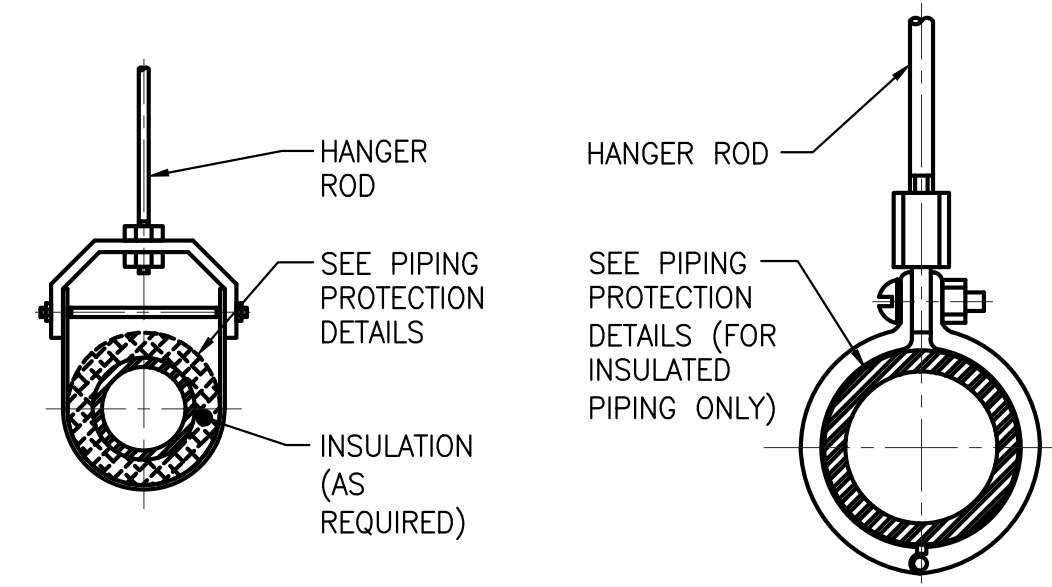 HANGER
ROD
SEE PIPING
PROTECTION
DETAILS
INSULATION
(AS
REQUIRED)
HANGER ROD
SEE PIPING
PROTECTION
DETAILS (FOR
INSULATED
PIPING ONLY)